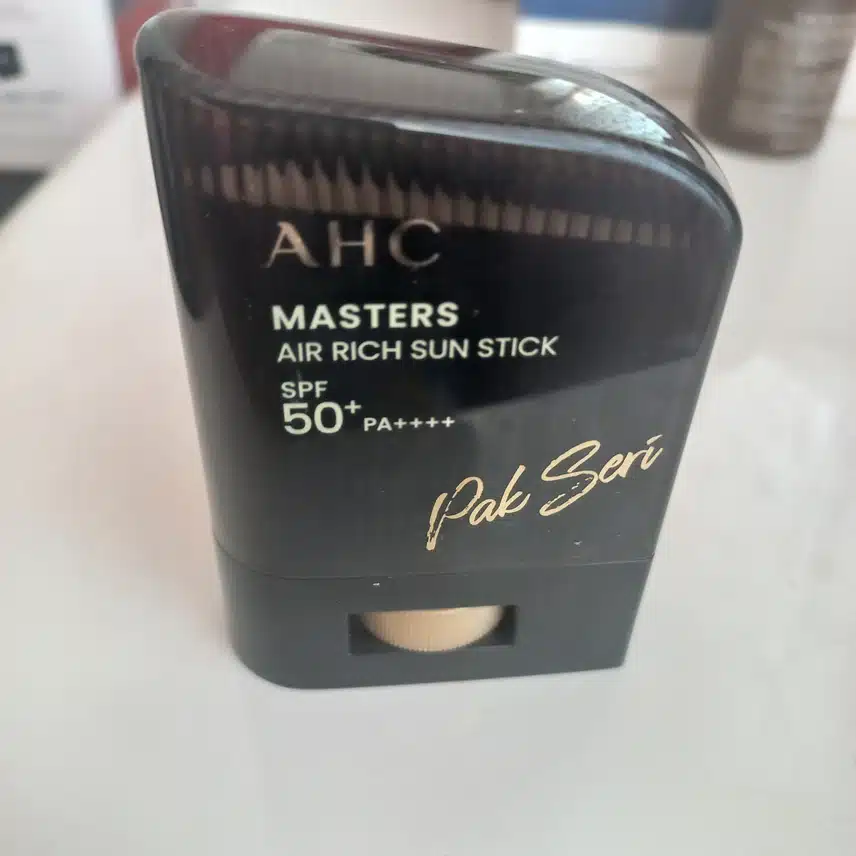 AHC
MASTERS
AIR RICH SUN STICK
SPF
50+ PA++++
Pak Seri